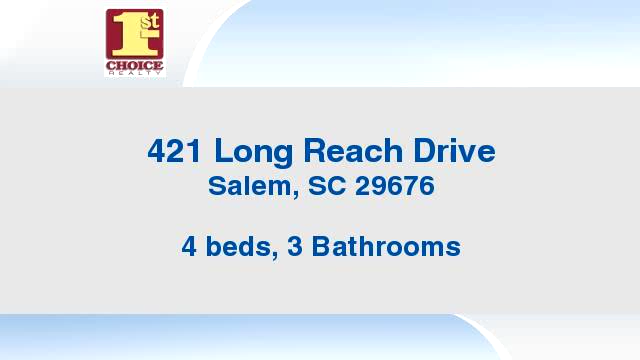 1st
CHOICE
REALTY
421 Long Reach Drive
Salem, SC 29676
4 beds, 3 Bathrooms